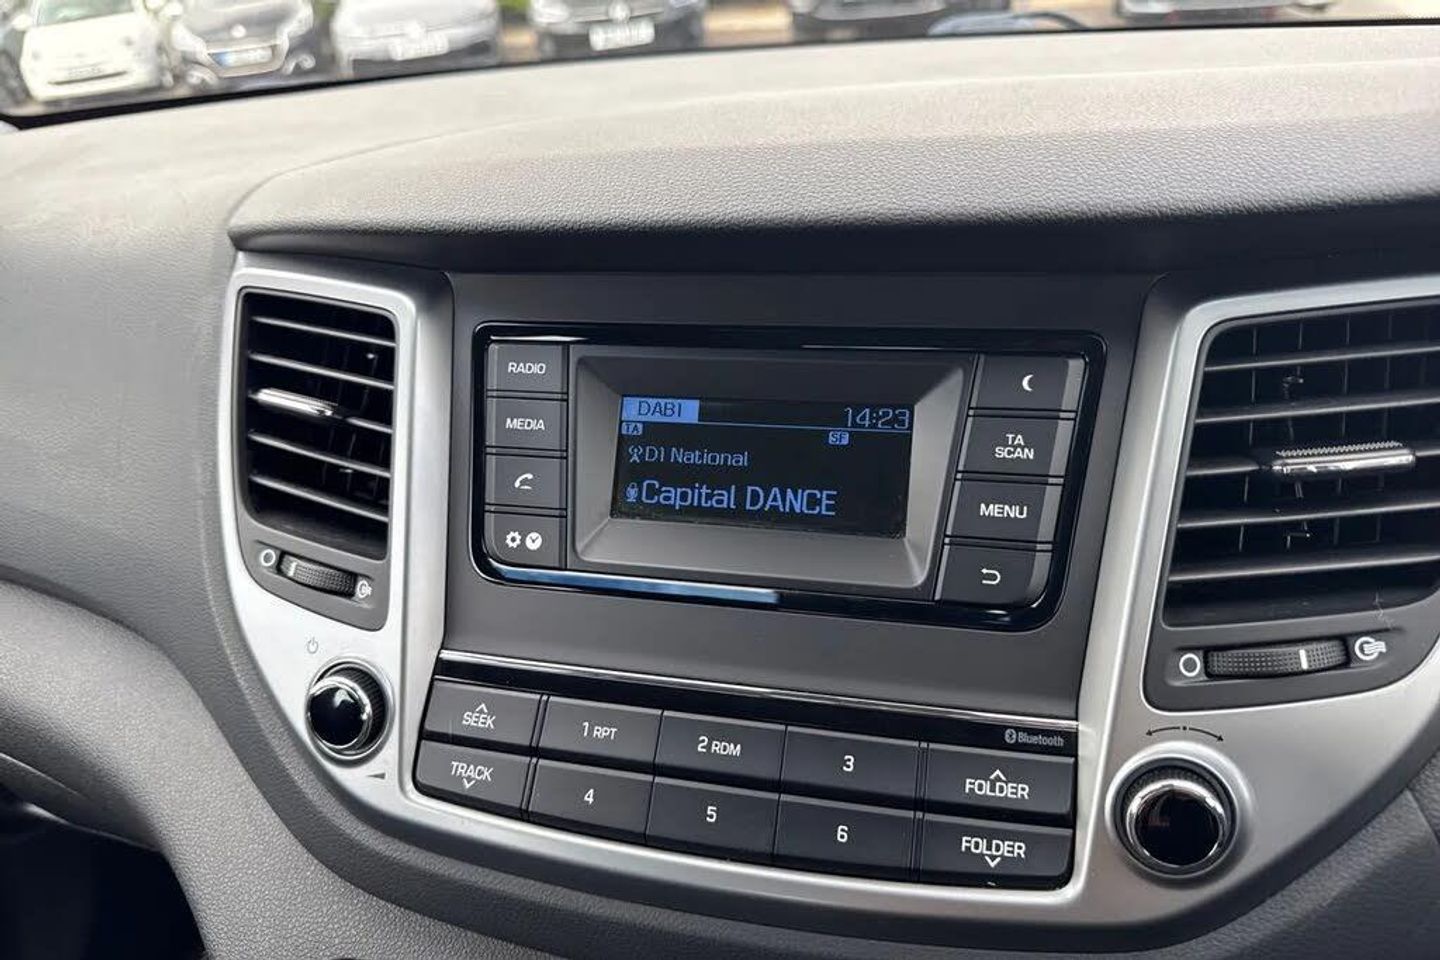 RADIO
MEDIA
DAB1
14:23
TA
SF
D1 National
Capital DANCE
TA
SCAN
MENU
Bluetooth
SEEK
TRACK
1 RPT
2 RDM
3
4
5
6
FOLDER
FOLDER